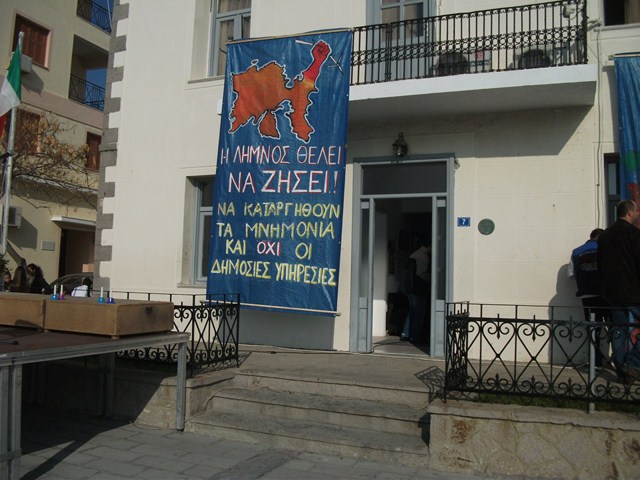 Η ΛΗΜΝΟΣ ΘΕΛΕΙ
ΝΑ ΖΗΣΕΙ!
ΝΑ ΚΑΤΑΡΓΗΘΟΥΝ
ΤΑ ΜΝΗΜΟΝΙΑ
ΚΑΙ ΟΧΙ ΟΙ
ΔΗΜΟΣΙΕΣ ΥΠΗΡΕΣΙΕΣ
7